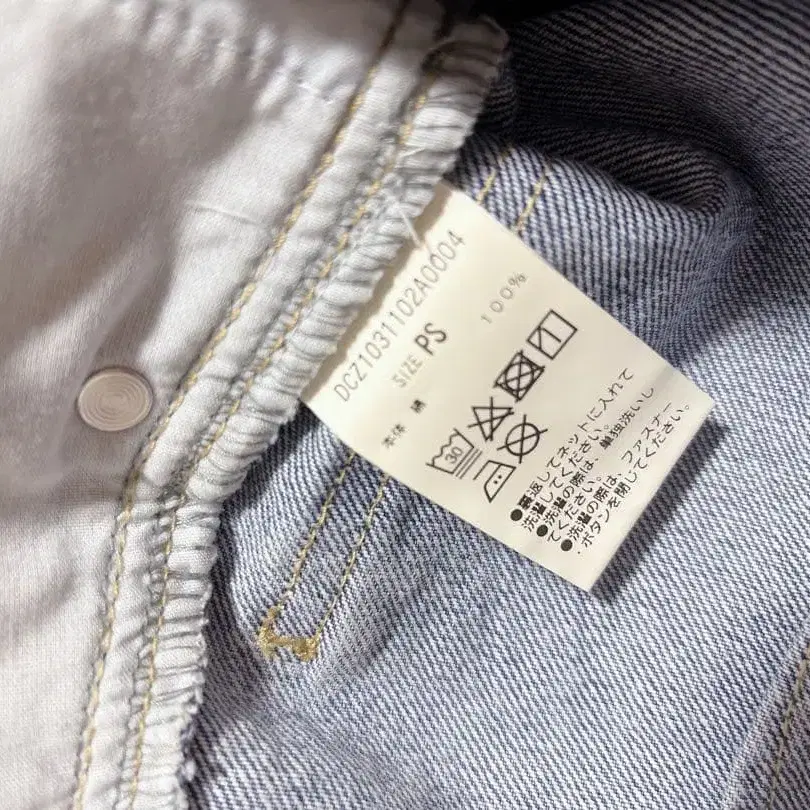 DCZ1031102A0004
SIZE PS
本体 綿 100%
30
●裏返してネットに入れて
洗濯してください。
●洗濯の際は、単独洗いし
てください。
●洗濯の際は、ファスナー
・ボタンを閉じてください。